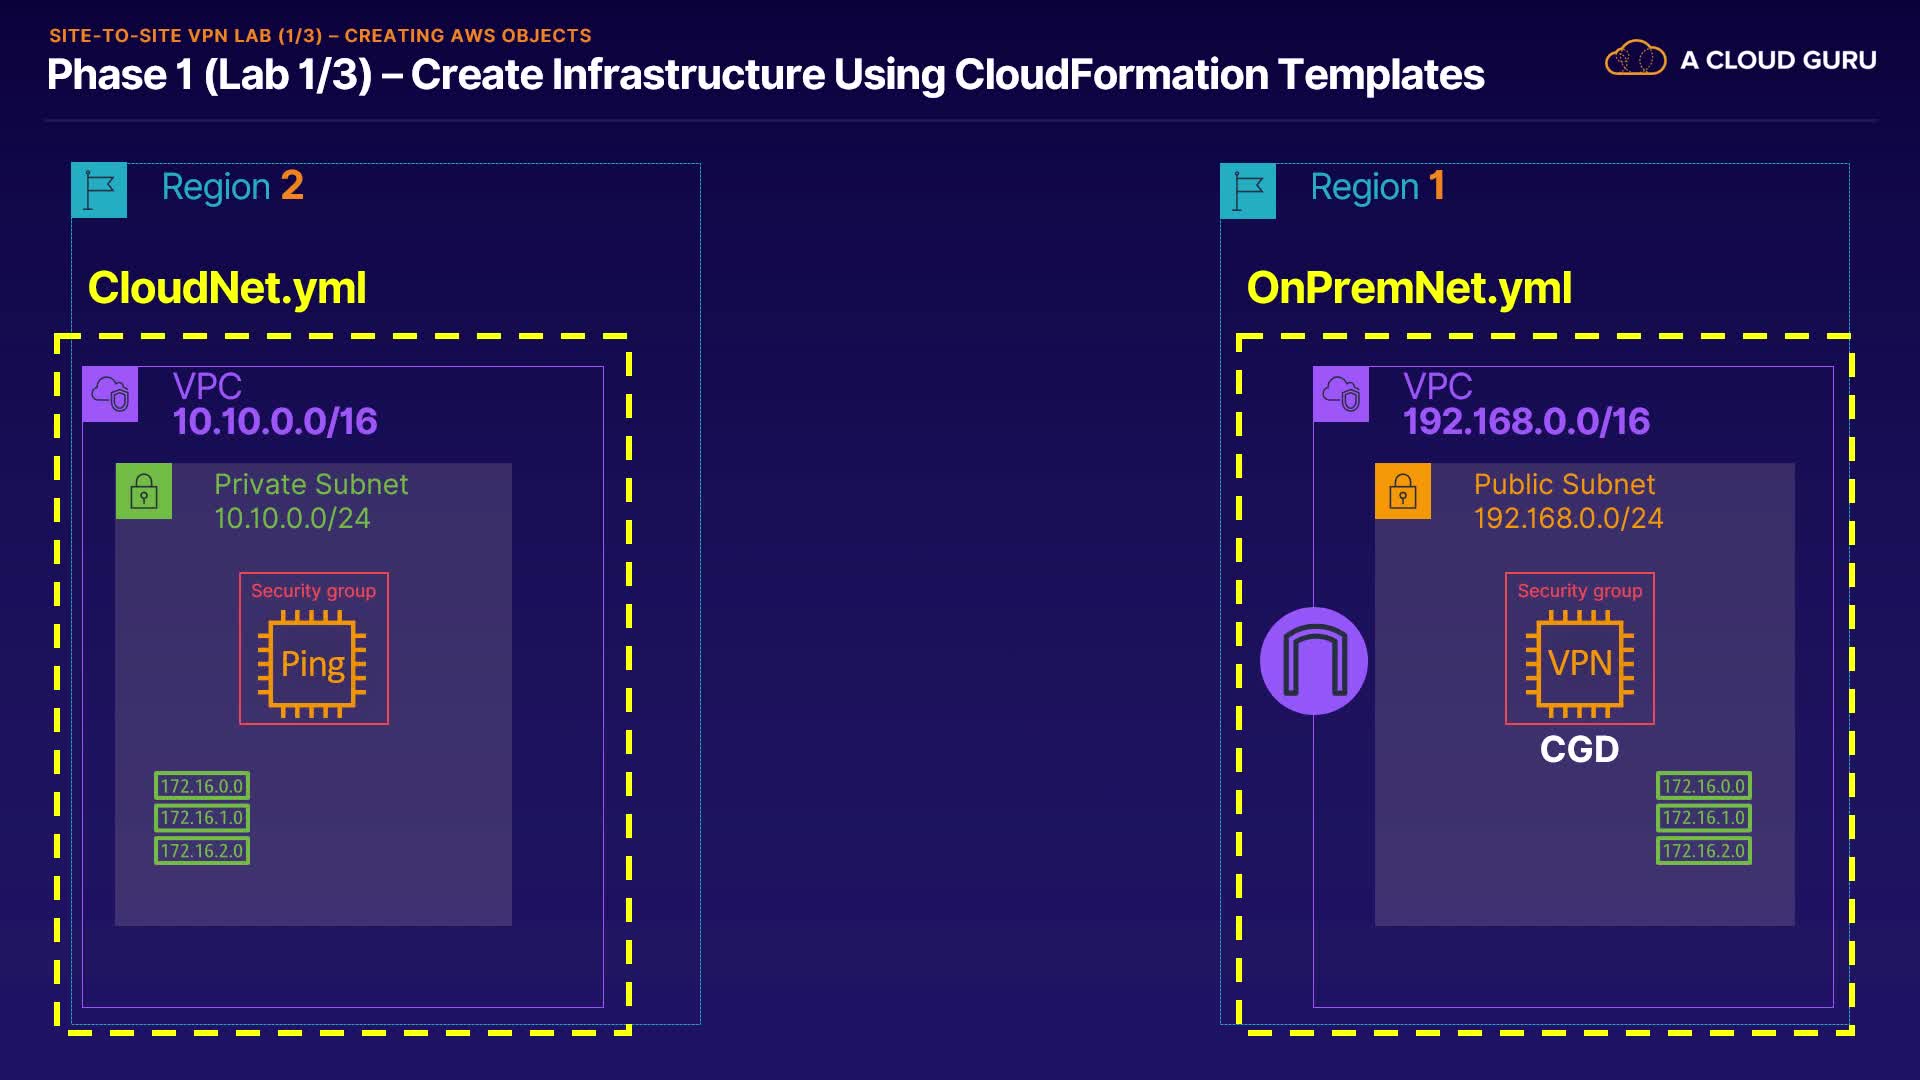 SITE-TO-SITE VPN LAB (1/3) – CREATING AWS OBJECTS
Phase 1 (Lab 1/3) – Create Infrastructure Using CloudFormation Templates
A CLOUD GURU
Region 2
CloudNet.yml
VPC
10.10.0.0/16
Private Subnet
10.10.0.0/24
Security group
Ping
172.16.0.0
172.16.1.0
172.16.2.0
Region 1
OnPremNet.yml
VPC
192.168.0.0/16
Public Subnet
192.168.0.0/24
Security group
VPN
CGD
172.16.0.0
172.16.1.0
172.16.2.0